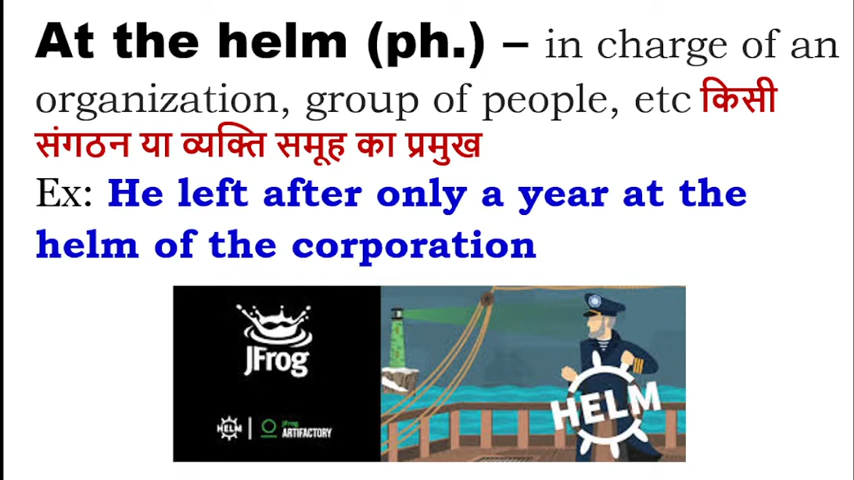 At the helm (ph.) – in charge of an
organization, group of people, etc किसी
संगठन या व्यक्ति समूह का प्रमुख
Ex: He left after only a year at the
helm of the corporation
JFrog
HELM
HELM
JFrog
ARTIFACTORY